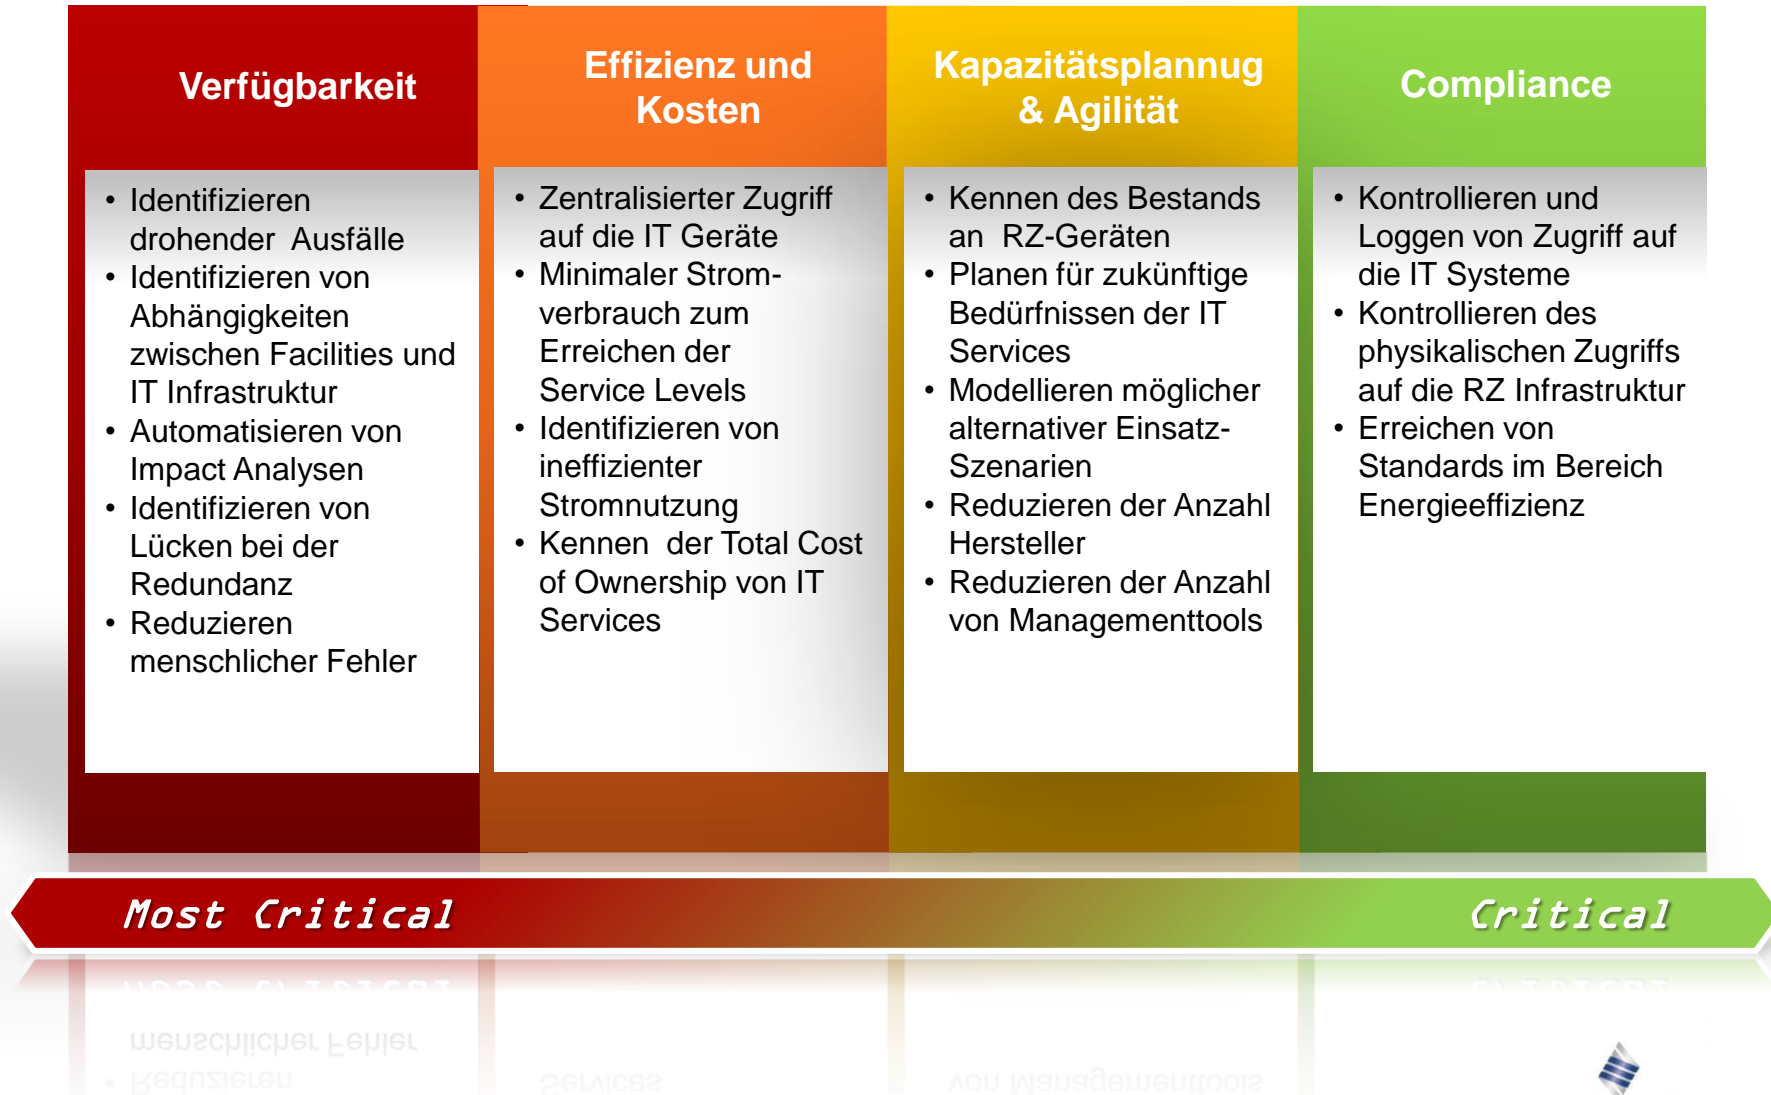 Verfügbarkeit
• Identifizieren
drohender Ausfälle
• Identifizieren von
Abhängigkeiten
zwischen Facilities und
IT Infrastruktur
• Automatisieren von
Impact Analysen
• Identifizieren von
Lücken bei der
Redundanz
• Reduzieren
menschlicher Fehler
Effizienz und
Kosten
• Zentralisierter Zugriff
auf die IT Geräte
• Minimaler Strom-
verbrauch zum
Erreichen der
Service Levels
• Identifizieren von
ineffizienter
Stromnutzung
• Kennen der Total Cost
of Ownership von IT
Services
Kapazitätsplannug
& Agilität
• Kennen des Bestands
an RZ-Geräten
• Planen für zukünftige
Bedürfnissen der IT
Services
• Modellieren möglicher
alternativer Einsatz-
Szenarien
• Reduzieren der Anzahl
Hersteller
• Reduzieren der Anzahl
von Managementtools
Compliance
• Kontrollieren und
Loggen von Zugriff auf
die IT Systeme
• Kontrollieren des
physikalischen Zugriffs
auf die RZ Infrastruktur
• Erreichen von
Standards im Bereich
Energieeffizienz
Most Critical
Critical